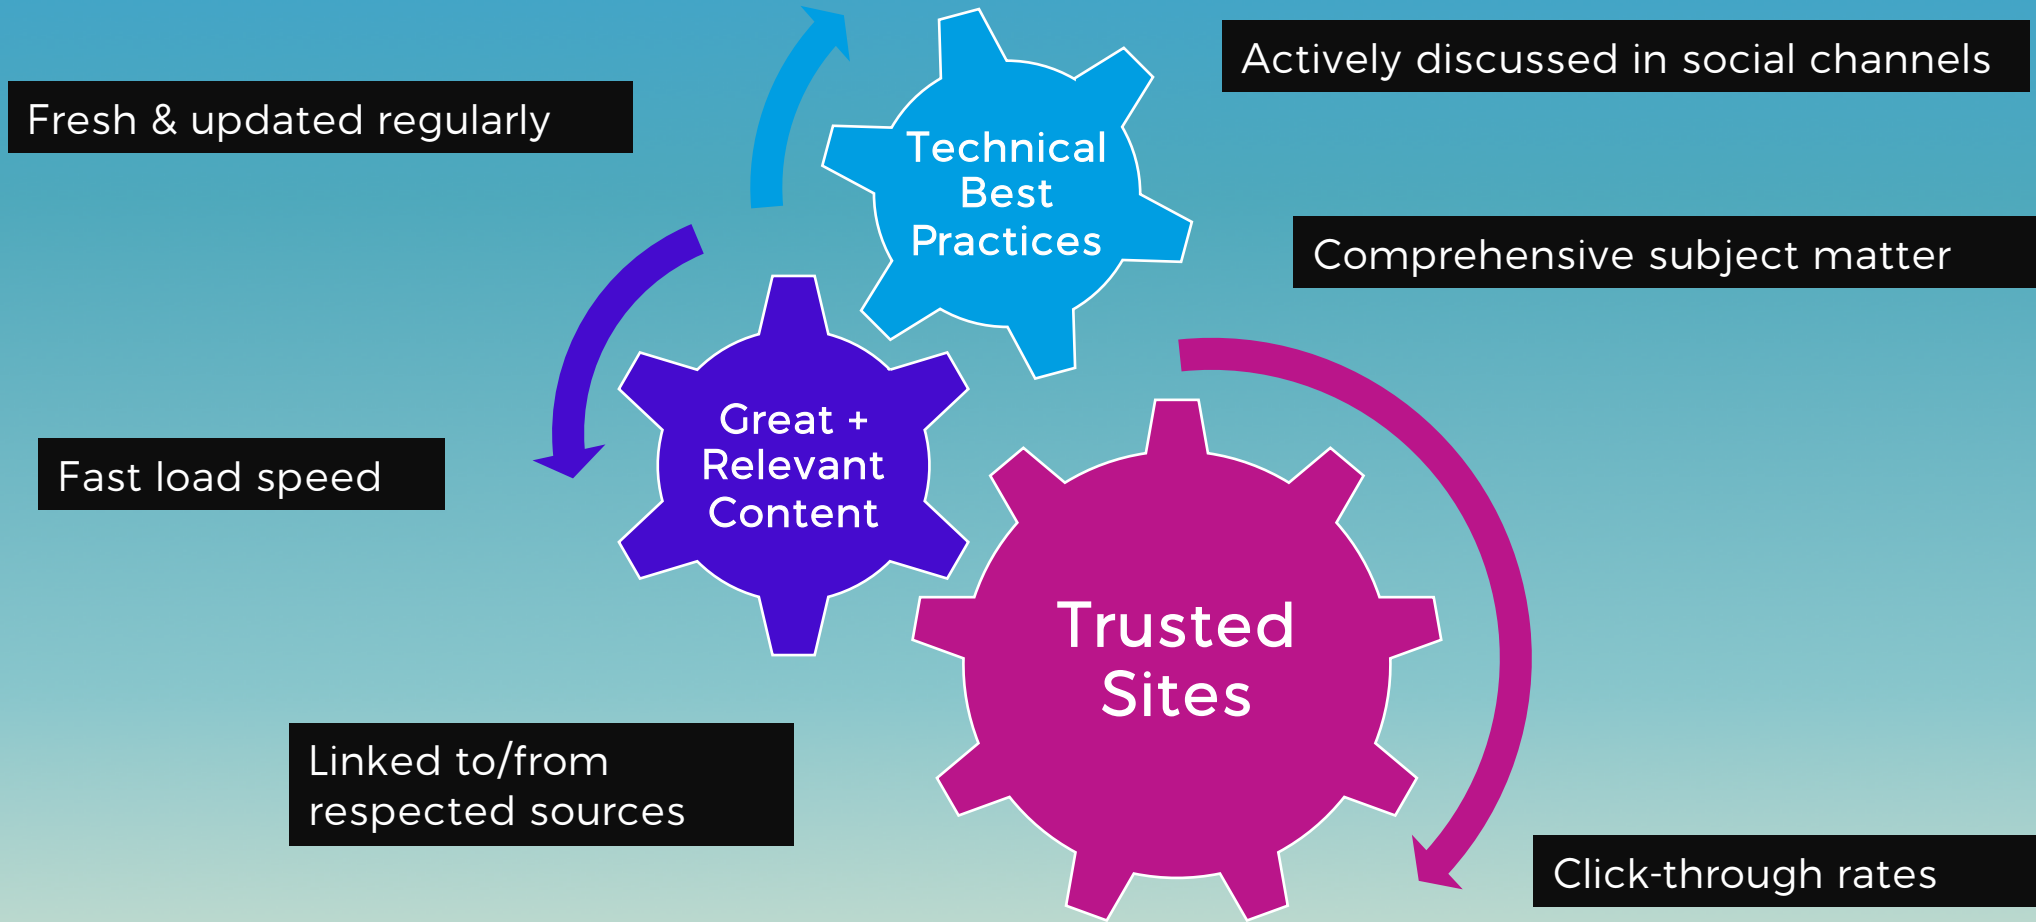 Actively discussed in social channels
Fresh & updated regularly
Technical
Best
Practices
Comprehensive subject matter
Great +
Relevant
Content
Fast load speed
Trusted
Sites
Linked to/from
respected sources
Click-through rates